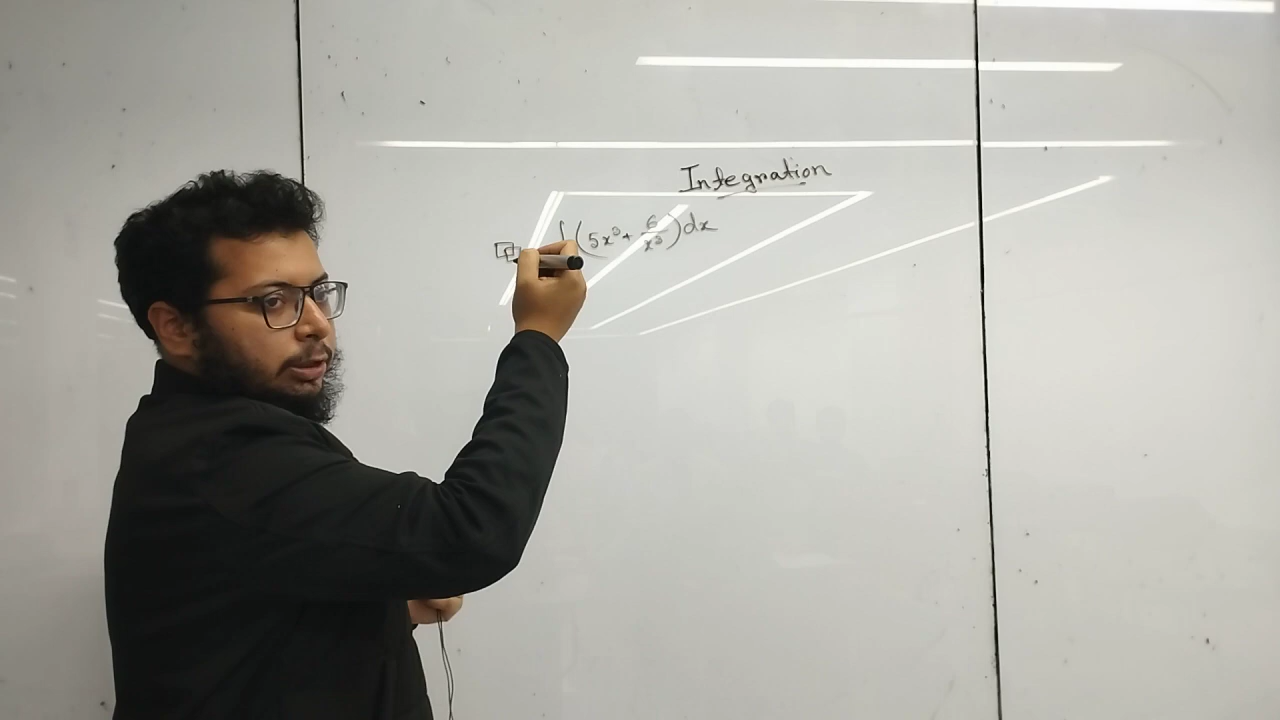 Integration
∫(5x³ + 6/x³)dx